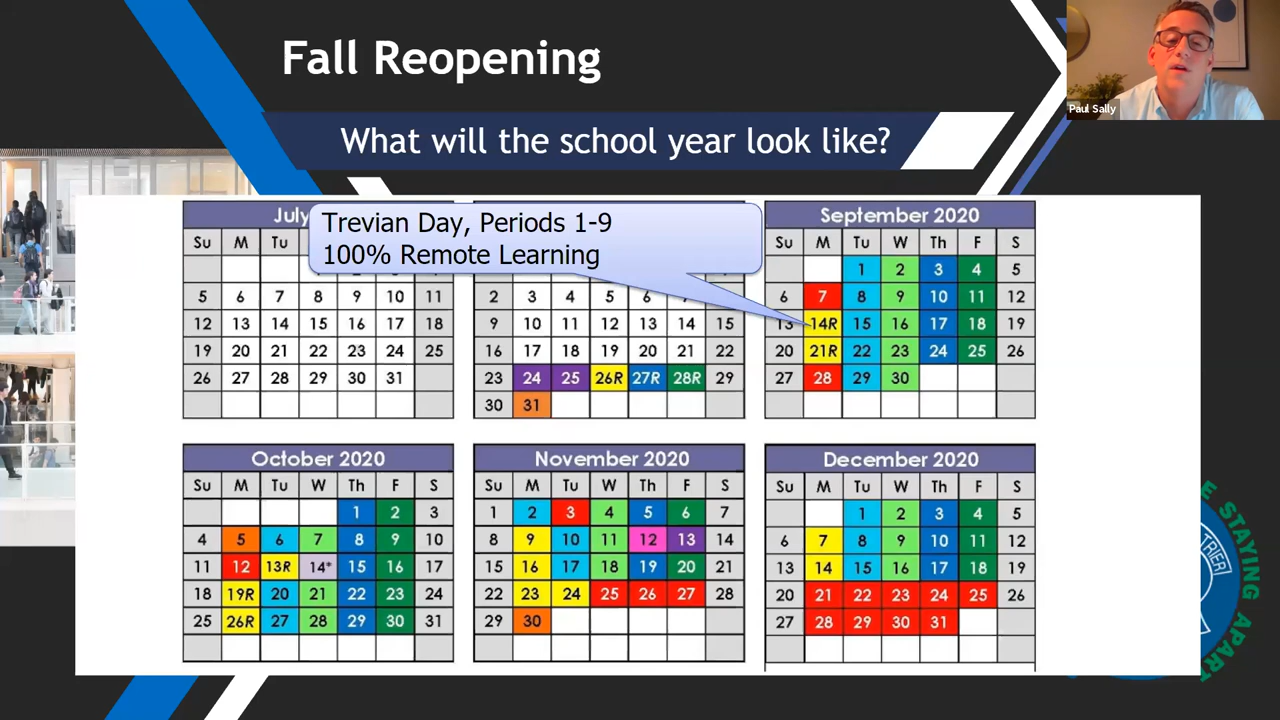 Fall Reopening
Paul Sally
What will the school year look like?
Trevian Day, Periods 1-9
100% Remote Learning
July
Su M Tu
5 6 7 8 9 10 11
12 13 14 15 16 17 18
19 20 21 22 23 24 25
26 27 28 29 30 31
2 3 4 5 6 7
9 10 11 12 13 14 15
16 17 18 19 20 21 22
23 24 25 26R 27R 28R 29
30 31
September 2020
Su M Tu W Th F S
1 2 3 4 5
6 7 8 9 10 11 12
13 14R 15 16 17 18 19
20 21R 22 23 24 25 26
27 28 29 30
October 2020
Su M Tu W Th F S
1 2 3
4 5 6 7 8 9 10
11 12 13R 14* 15 16 17
18 19R 20 21 22 23 24
25 26R 27 28 29 30 31
November 2020
Su M Tu W Th F S
1 2 3 4 5 6 7
8 9 10 11 12 13 14
15 16 17 18 19 20 21
22 23 24 25 26 27 28
29 30
December 2020
Su M Tu W Th F S
1 2 3 4 5
6 7 8 9 10 11 12
13 14 15 16 17 18 19
20 21 22 23 24 25 26
27 28 29 30 31
E STAYING APART
TRIER